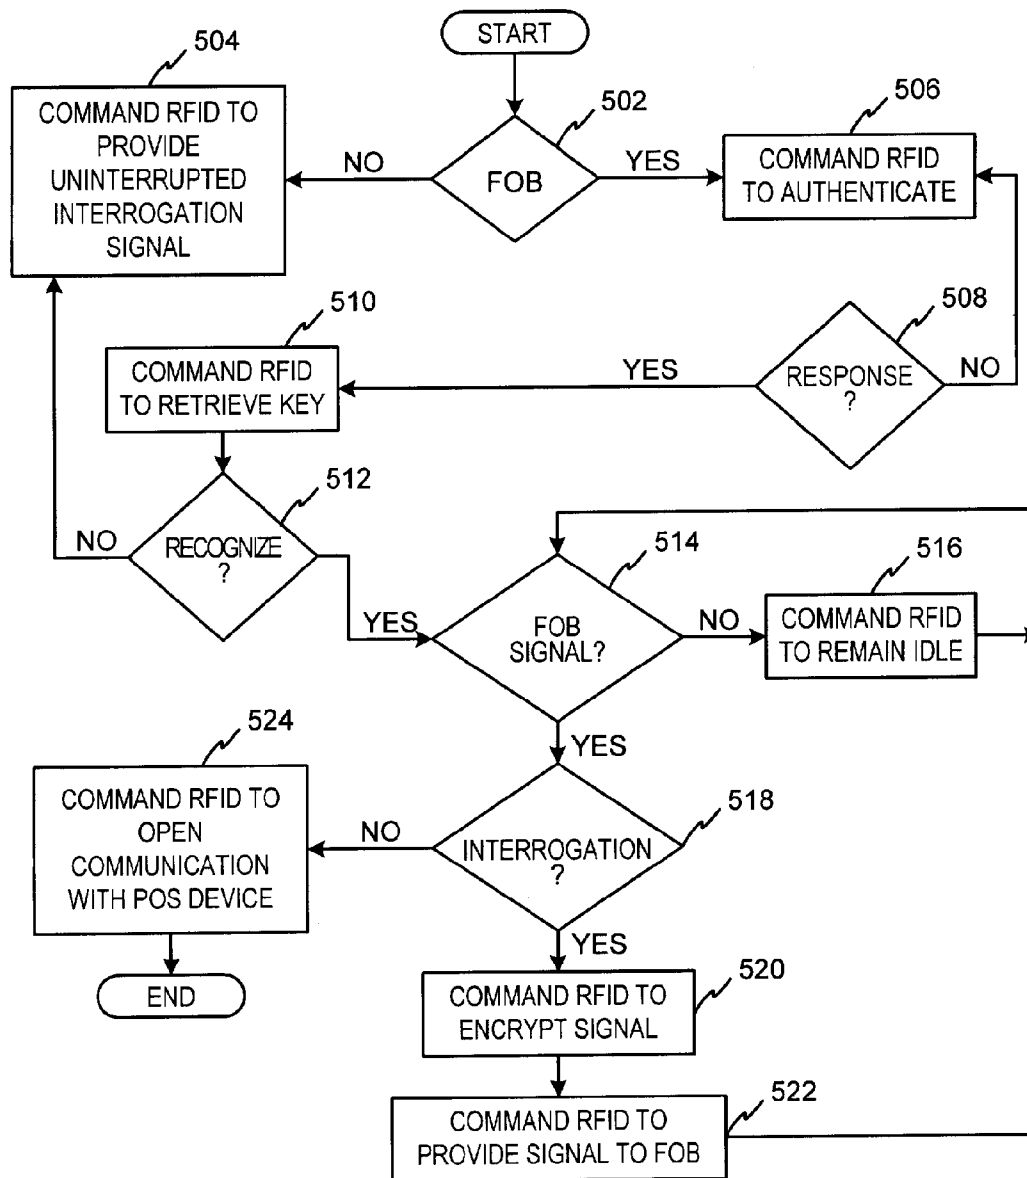 START
504
502
506
COMMAND RFID TO
PROVIDE
UNINTERRUPTED
INTERROGATION
SIGNAL
NO
FOB
YES
COMMAND RFID
TO AUTHENTICATE
510
508
COMMAND RFID
TO RETRIEVE KEY
YES
RESPONSE
?
NO
512
NO
RECOGNIZE
?
YES
514
516
FOB
SIGNAL?
NO
COMMAND RFID
TO REMAIN IDLE
YES
524
518
COMMAND RFID TO
OPEN
COMMUNICATION
WITH POS DEVICE
NO
INTERROGATION
?
YES
END
520
COMMAND RFID TO
ENCRYPT SIGNAL
522
COMMAND RFID TO
PROVIDE SIGNAL TO FOB